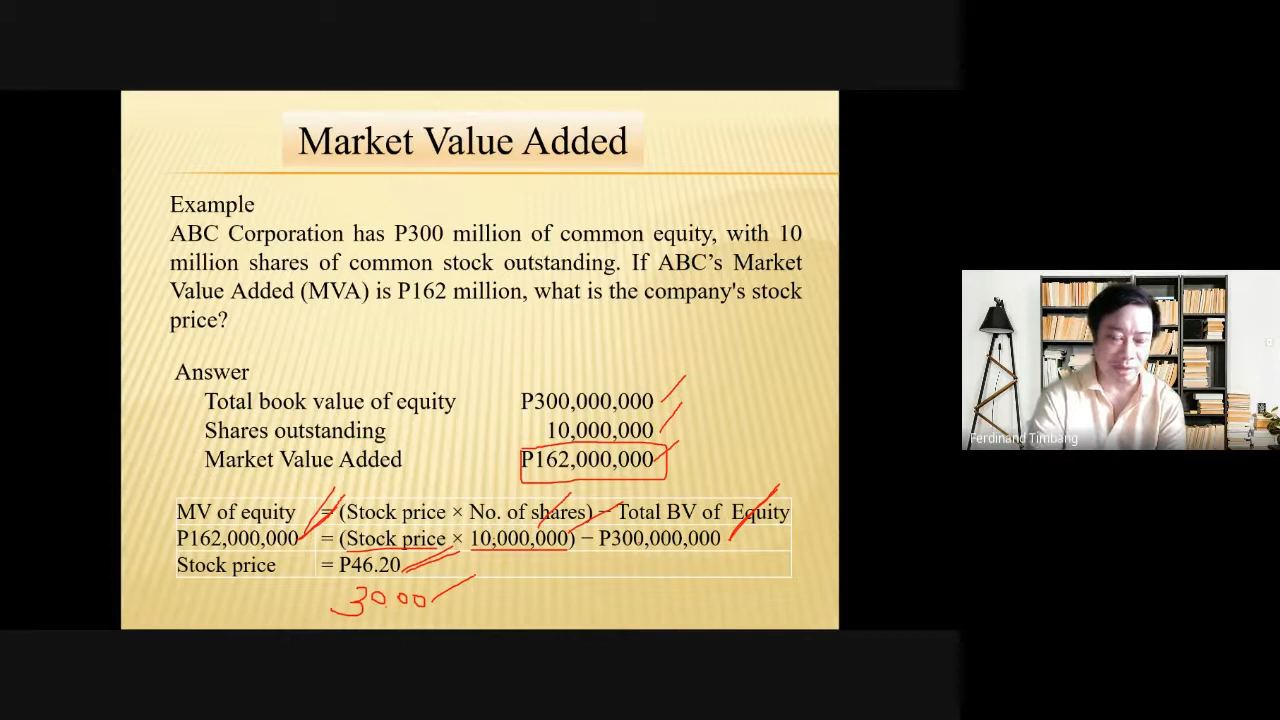 Market Value Added
Example
ABC Corporation has P300 million of common equity, with 10
million shares of common stock outstanding. If ABC's Market
Value Added (MVA) is P162 million, what is the company's stock
price?
Answer
Total book value of equity P300,000,000
Shares outstanding 10,000,000
Market Value Added P162,000,000
MV of equity = (Stock price × No. of shares) − Total BV of Equity
P162,000,000 = (Stock price × 10,000,000) − P300,000,000
Stock price = P46.20
30.00
Ferdinand Timbang